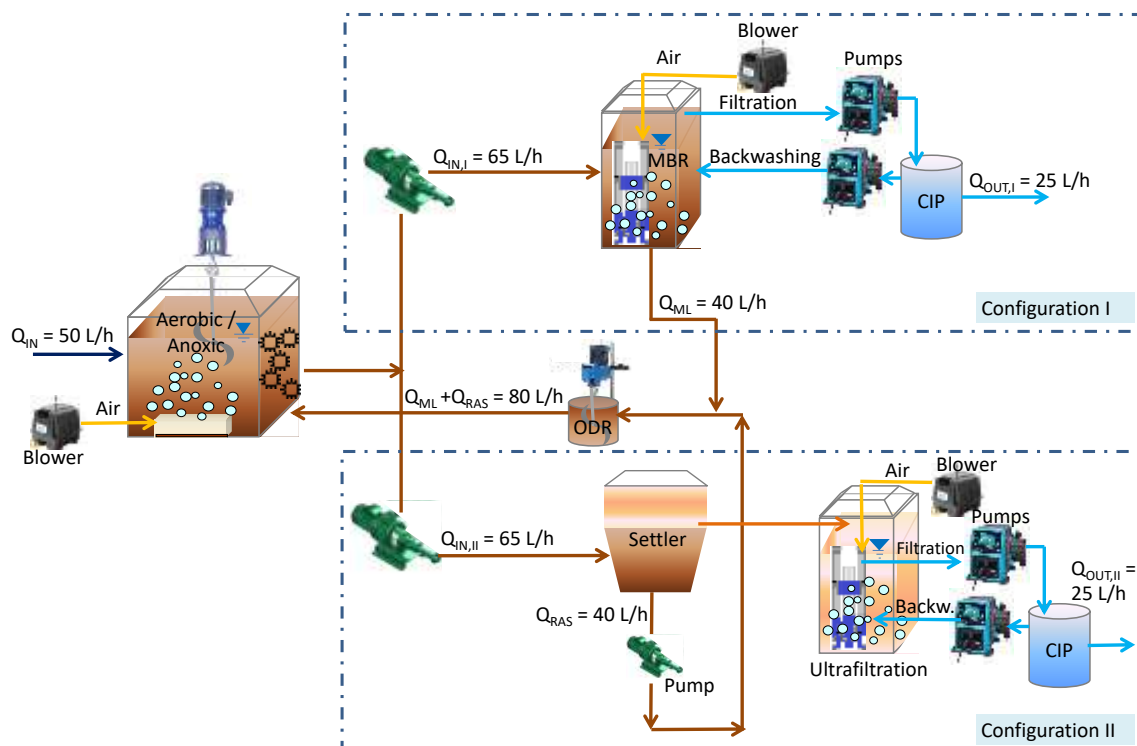 Blower
Air
Pumps
Filtration
Q_IN,I = 65 L/h
MBR
Backwashing
CIP
Q_OUT,I = 25 L/h
Q_ML = 40 L/h
Configuration I
Aerobic /
Anoxic
Q_IN = 50 L/h
Air
Blower
Q_ML +Q_RAS = 80 L/h
ODR
Q_IN,II = 65 L/h
Settler
Air
Blower
Pumps
Filtration
Q_OUT,II =
25 L/h
Q_RAS = 40 L/h
Backw.
CIP
Pump
Ultrafiltration
Configuration II